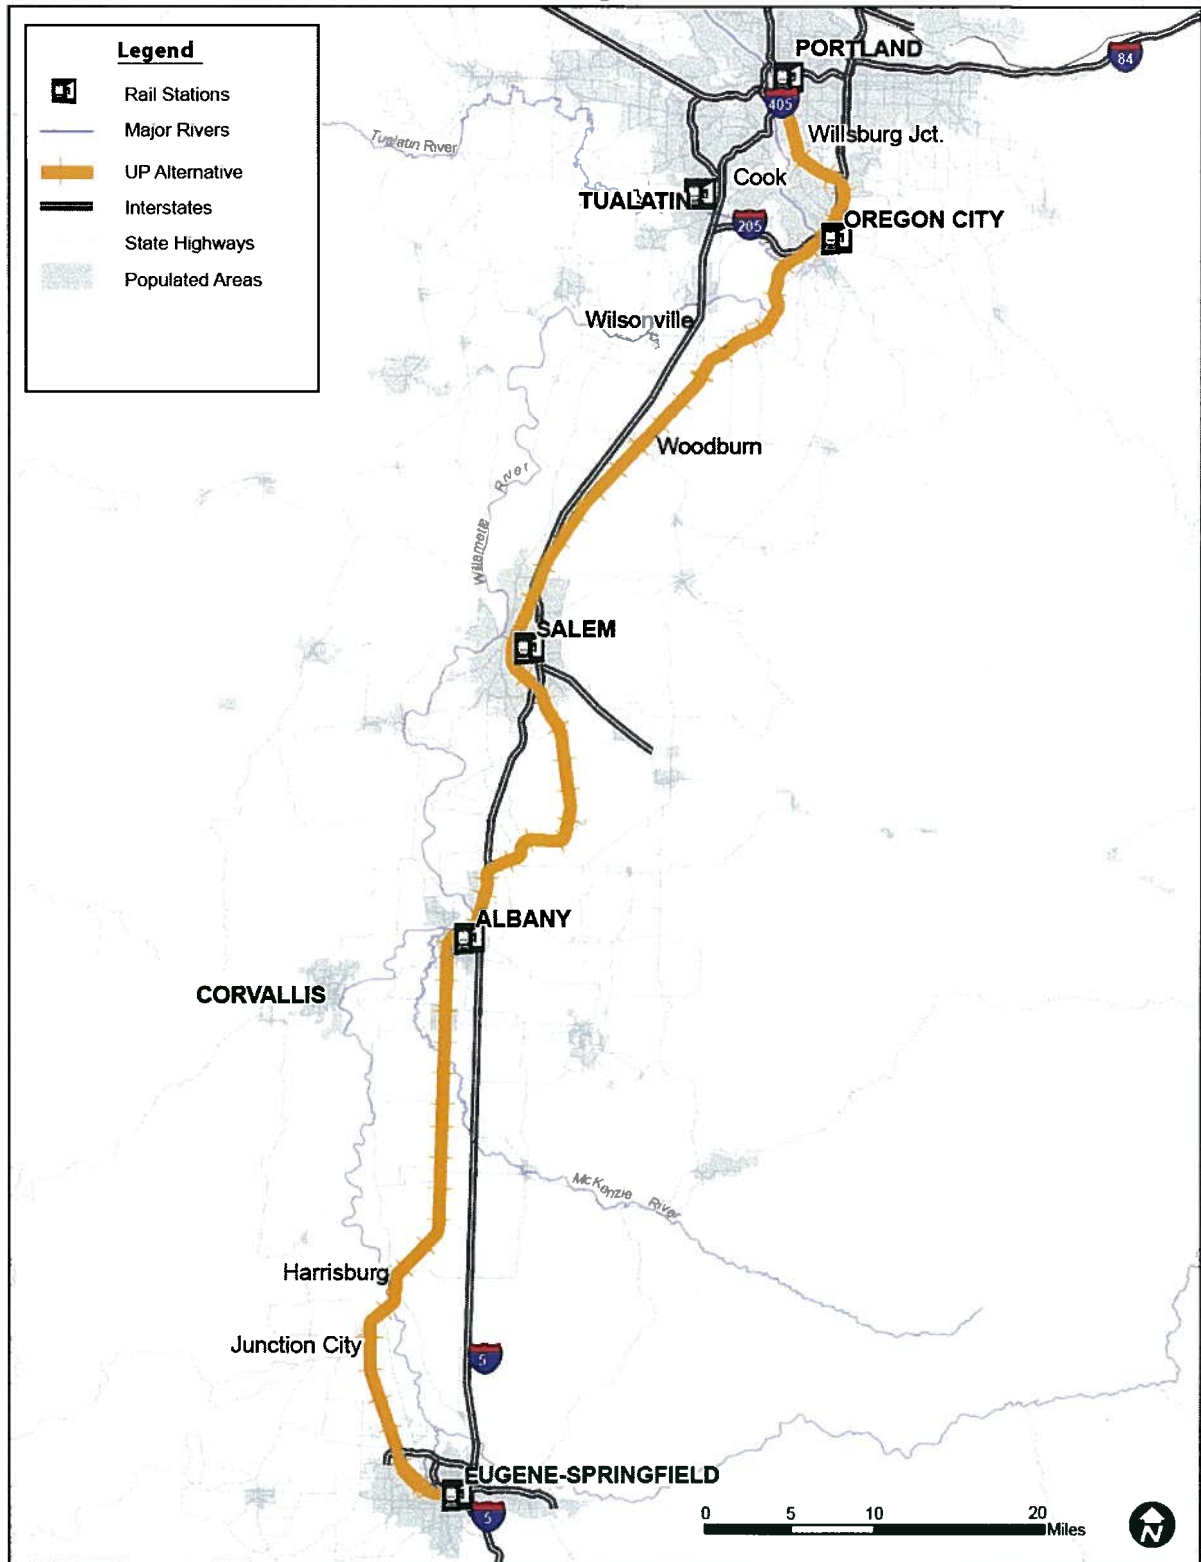 Legend
Rail Stations
Major Rivers
UP Alternative
Interstates
State Highways
Populated Areas
PORTLAND
84
405
Willsburg Jct.
Tualatin River
Cook
TUALATIN
205
OREGON CITY
Wilsonville
Woodburn
Willamette River
SALEM
ALBANY
CORVALLIS
McKenzie River
Harrisburg
Junction City
5
EUGENE-SPRINGFIELD
5
0 5 10 20
Miles
N